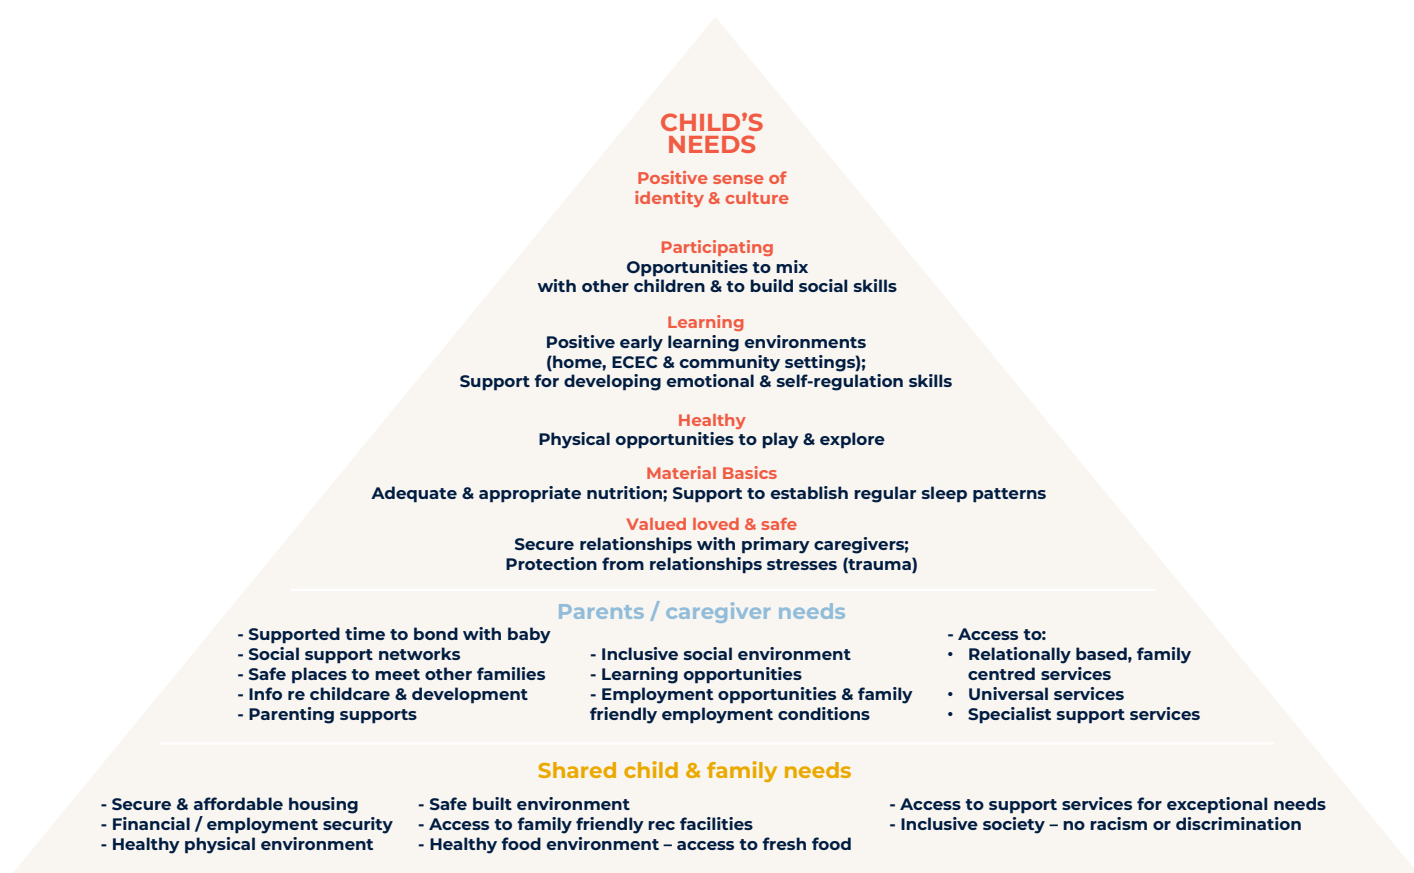 CHILD’S
NEEDS
Positive sense of
identity & culture
Participating
Opportunities to mix
with other children & to build social skills
Learning
Positive early learning environments
(home, ECEC & community settings);
Support for developing emotional & self-regulation skills
Healthy
Physical opportunities to play & explore
Material Basics
Adequate & appropriate nutrition; Support to establish regular sleep patterns
Valued loved & safe
Secure relationships with primary caregivers;
Protection from relationships stresses (trauma)
Parents / caregiver needs
- Supported time to bond with baby
- Social support networks
- Safe places to meet other families
- Info re childcare & development
- Parenting supports
- Inclusive social environment
- Learning opportunities
- Employment opportunities & family
friendly employment conditions
- Access to:
• Relationally based, family
centred services
• Universal services
• Specialist support services
Shared child & family needs
- Secure & affordable housing
- Financial / employment security
- Healthy physical environment
- Safe built environment
- Access to family friendly rec facilities
- Healthy food environment – access to fresh food
- Access to support services for exceptional needs
- Inclusive society – no racism or discrimination